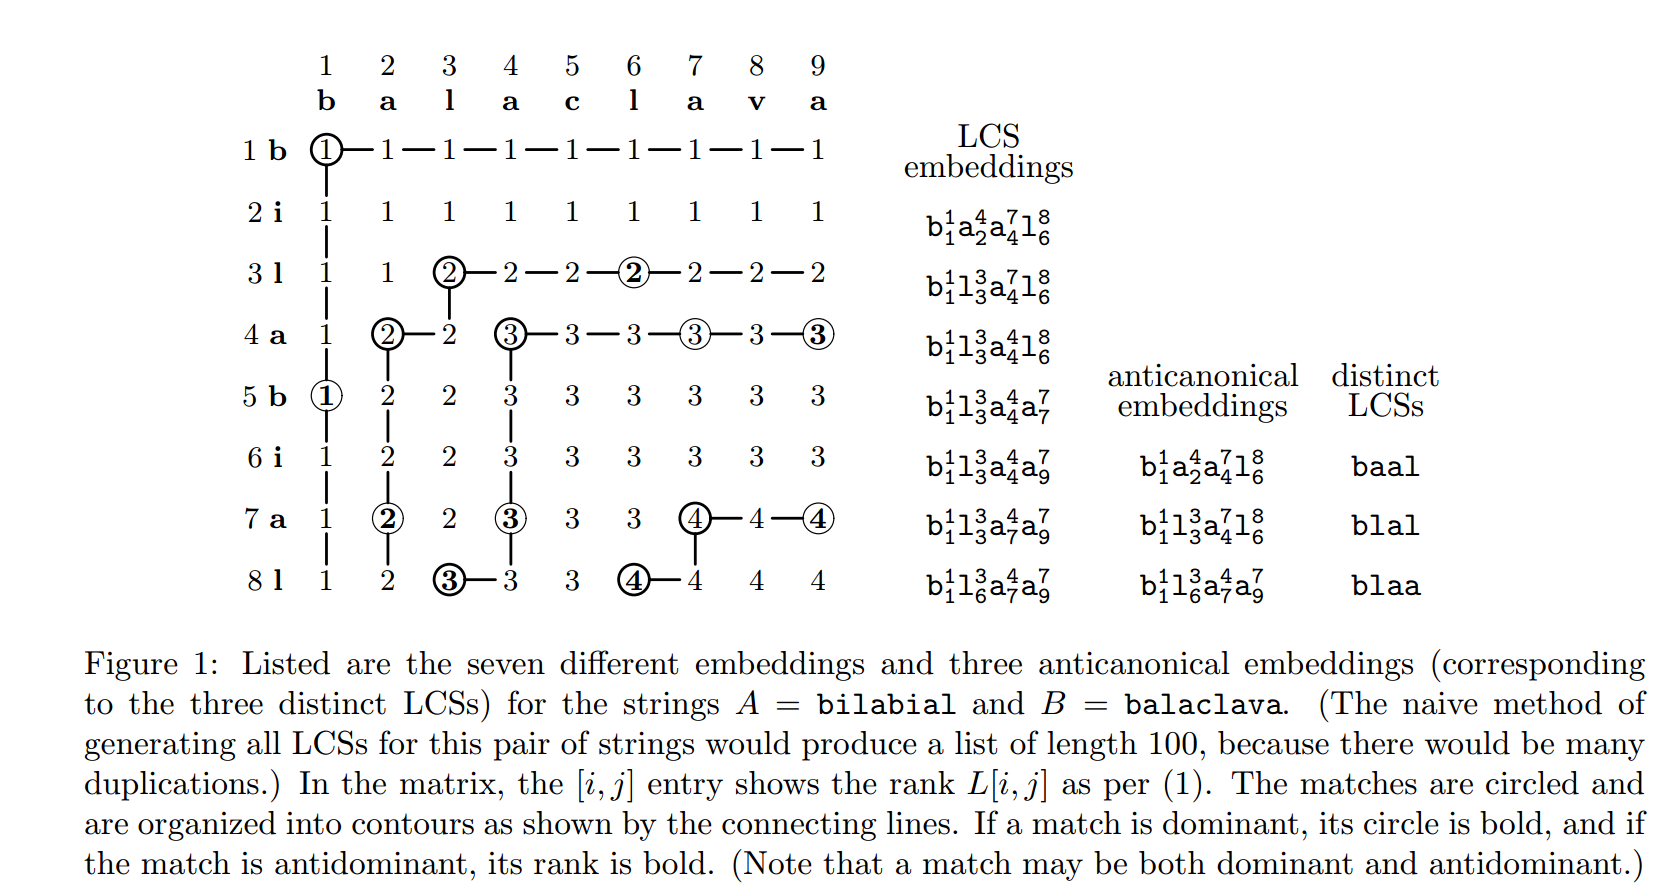 1 2 3 4 5 6 7 8 9
b a l a c l a v a
1 b 1 1 1 1 1 1 1 1 1
2 i 1 1 1 1 1 1 1 1 1
3 l 1 1 2 2 2 2 2 2 2
4 a 1 2 2 3 3 3 3 3 3
5 b 1 2 2 3 3 3 3 3 3
6 i 1 2 2 3 3 3 3 3 3
7 a 1 2 2 3 3 3 4 4 4
8 l 1 2 3 3 3 4 4 4 4
LCS
embeddings
b¹₁a⁴₂a⁷₄l⁸₆
b¹₁l³₃a⁷₄l⁸₆
b¹₁l³₃a⁴₄l⁸₆
b¹₁l³₃a⁴₄a⁷₇
b¹₁l³₃a⁴₄a⁷₉
b¹₁l³₃a⁴₇a⁷₉
b¹₁l³₆a⁴₇a⁷₉
anticanonical
embeddings
b¹₁a⁴₂a⁷₄l⁸₆
b¹₁l³₃a⁷₄l⁸₆
b¹₁l³₆a⁴₇a⁷₉
distinct
LCSs
baal
blal
blaa
Figure 1: Listed are the seven different embeddings and three anticanonical embeddings (corresponding
to the three distinct LCSs) for the strings A = bilabial and B = balaclava. (The naive method of
generating all LCSs for this pair of strings would produce a list of length 100, because there would be many
duplications.) In the matrix, the [i, j] entry shows the rank L[i, j] as per (1). The matches are circled and
are organized into contours as shown by the connecting lines. If a match is dominant, its circle is bold, and if
the match is antidominant, its rank is bold. (Note that a match may be both dominant and antidominant.)